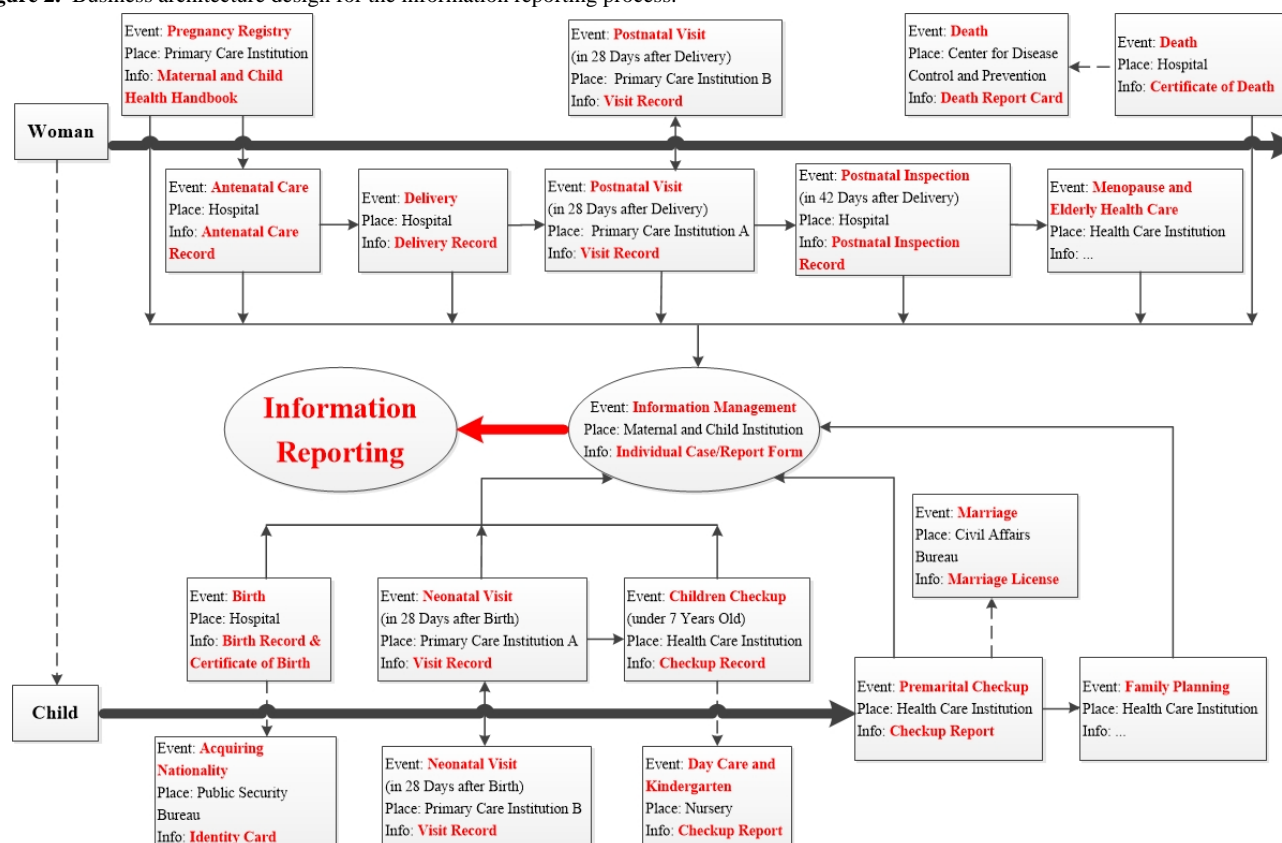 gure 2. Business architecture design for the information reporting process.
Event: Pregnancy Registry
Place: Primary Care Institution
Info: Maternal and Child
Health Handbook
Event: Postnatal Visit
(in 28 Days after Delivery)
Place: Primary Care Institution B
Info: Visit Record
Event: Death
Place: Center for Disease
Control and Prevention
Info: Death Report Card
Event: Death
Place: Hospital
Info: Certificate of Death
Woman
Event: Antenatal Care
Place: Hospital
Info: Antenatal Care
Record
Event: Delivery
Place: Hospital
Info: Delivery Record
Event: Postnatal Visit
(in 28 Days after Delivery)
Place: Primary Care Institution A
Info: Visit Record
Event: Postnatal Inspection
(in 42 Days after Delivery)
Place: Hospital
Info: Postnatal Inspection
Record
Event: Menopause and
Elderly Health Care
Place: Health Care Institution
Info: ...
Information
Reporting
Event: Information Management
Place: Maternal and Child Institution
Info: Individual Case/Report Form
Event: Marriage
Place: Civil Affairs
Bureau
Info: Marriage License
Event: Birth
Place: Hospital
Info: Birth Record &
Certificate of Birth
Event: Neonatal Visit
(in 28 Days after Birth)
Place: Primary Care Institution A
Info: Visit Record
Event: Children Checkup
(under 7 Years Old)
Place: Health Care Institution
Info: Checkup Record
Event: Premarital Checkup
Place: Health Care Institution
Info: Checkup Report
Event: Family Planning
Place: Health Care Institution
Info: ...
Child
Event: Acquiring
Nationality
Place: Public Security
Bureau
Info: Identity Card
Event: Neonatal Visit
(in 28 Days after Birth)
Place: Primary Care Institution B
Info: Visit Record
Event: Day Care and
Kindergarten
Place: Nursery
Info: Checkup Report